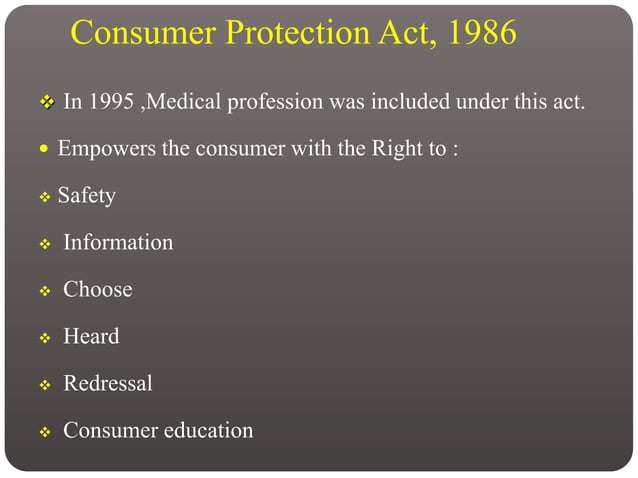 Consumer Protection Act, 1986
In 1995 ,Medical profession was included under this act.
Empowers the consumer with the Right to :
Safety
Information
Choose
Heard
Redressal
Consumer education